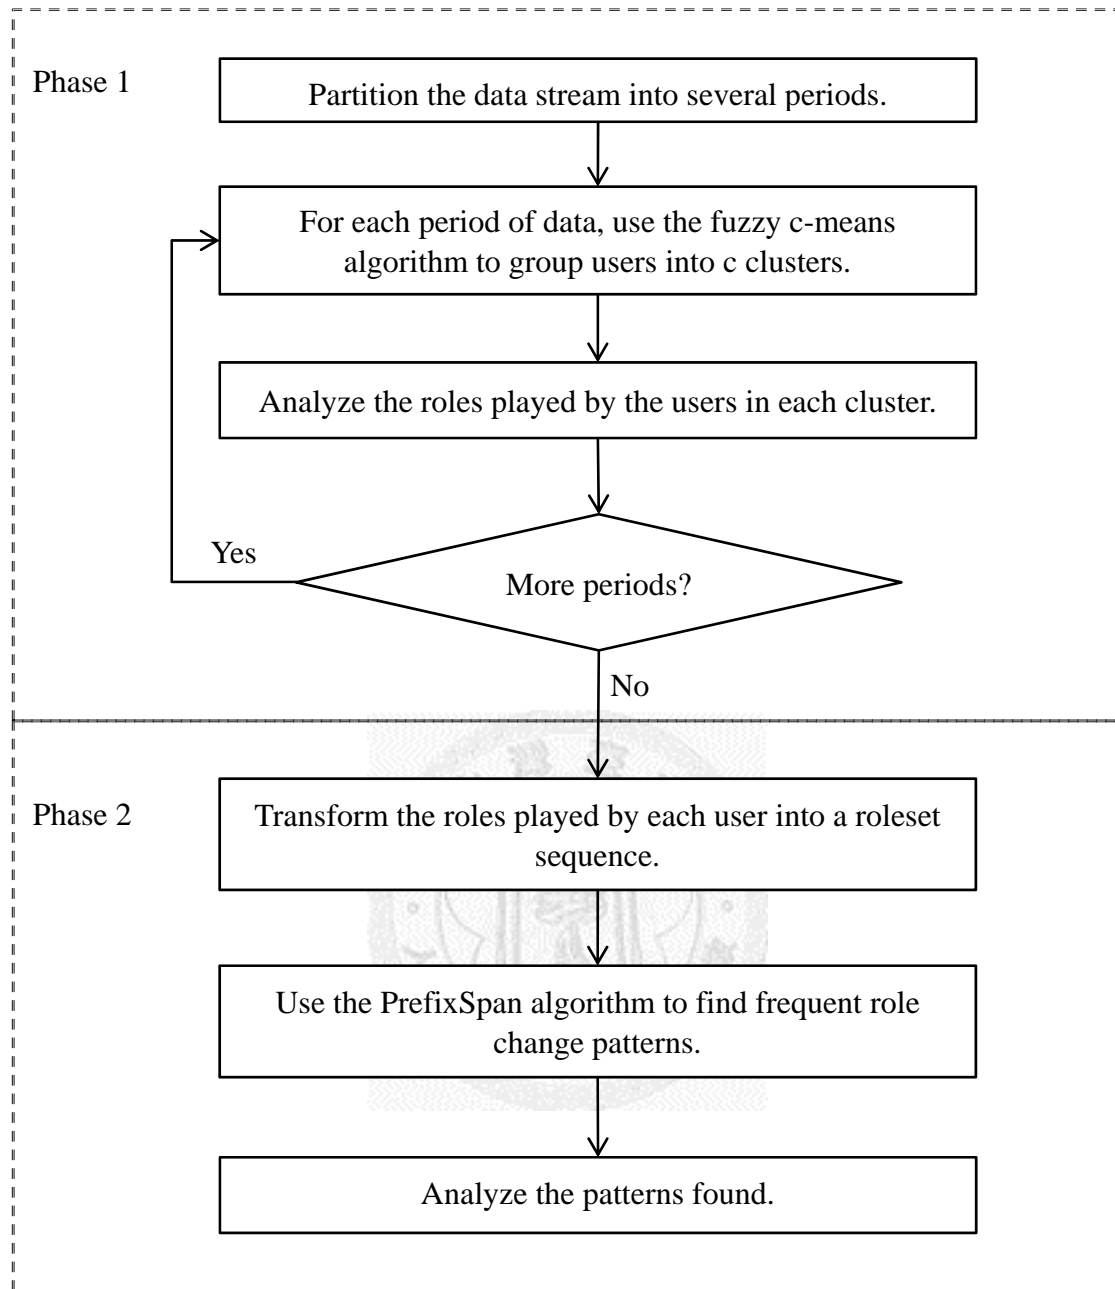 Phase 1
Partition the data stream into several periods.
For each period of data, use the fuzzy c-means
algorithm to group users into c clusters.
Analyze the roles played by the users in each cluster.
Yes
More periods?
No
Phase 2
Transform the roles played by each user into a roleset
sequence.
Use the PrefixSpan algorithm to find frequent role
change patterns.
Analyze the patterns found.